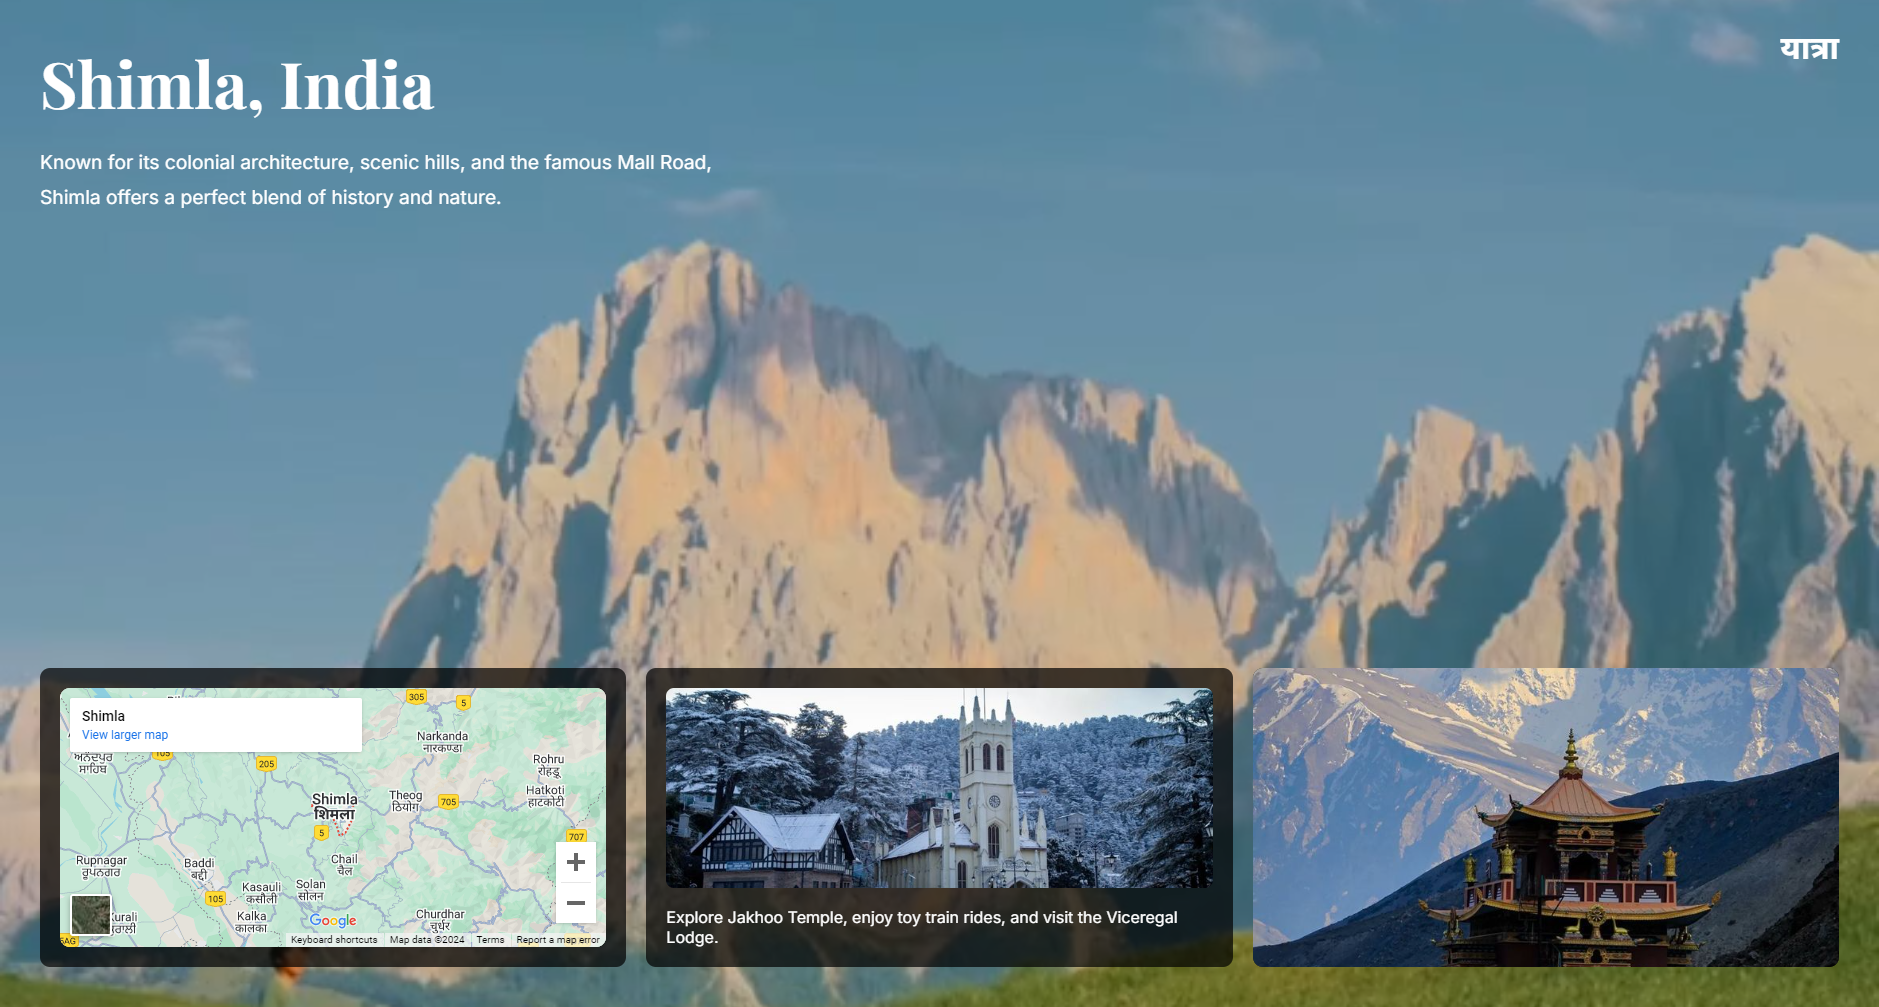 Shimla, India
यात्रा
Known for its colonial architecture, scenic hills, and the famous Mall Road,
Shimla offers a perfect blend of history and nature.
Shimla
View larger map
305
5
Narkanda
नारकण्डा
ਅਨੰਦਪੁਰ
ਸਾਹਿਬ
105
205
Rohru
रोहड़ू
Shimla
शिमला
Theog
ठियोग
705
Hatkoti
हाटकोटी
5
707
Rupnagar
ਰੂਪਨਗਰ
Baddi
बद्दी
Chail
चैल
Kasauli
कसौली
Solan
सोलन
105
Kurali
ਕੁਰਾਲੀ
Kalka
कालका
Google
Churdhar
चुर्धर
Keyboard shortcuts
Map data ©2024
Terms
Report a map error
Explore Jakhoo Temple, enjoy toy train rides, and visit the Viceregal
Lodge.